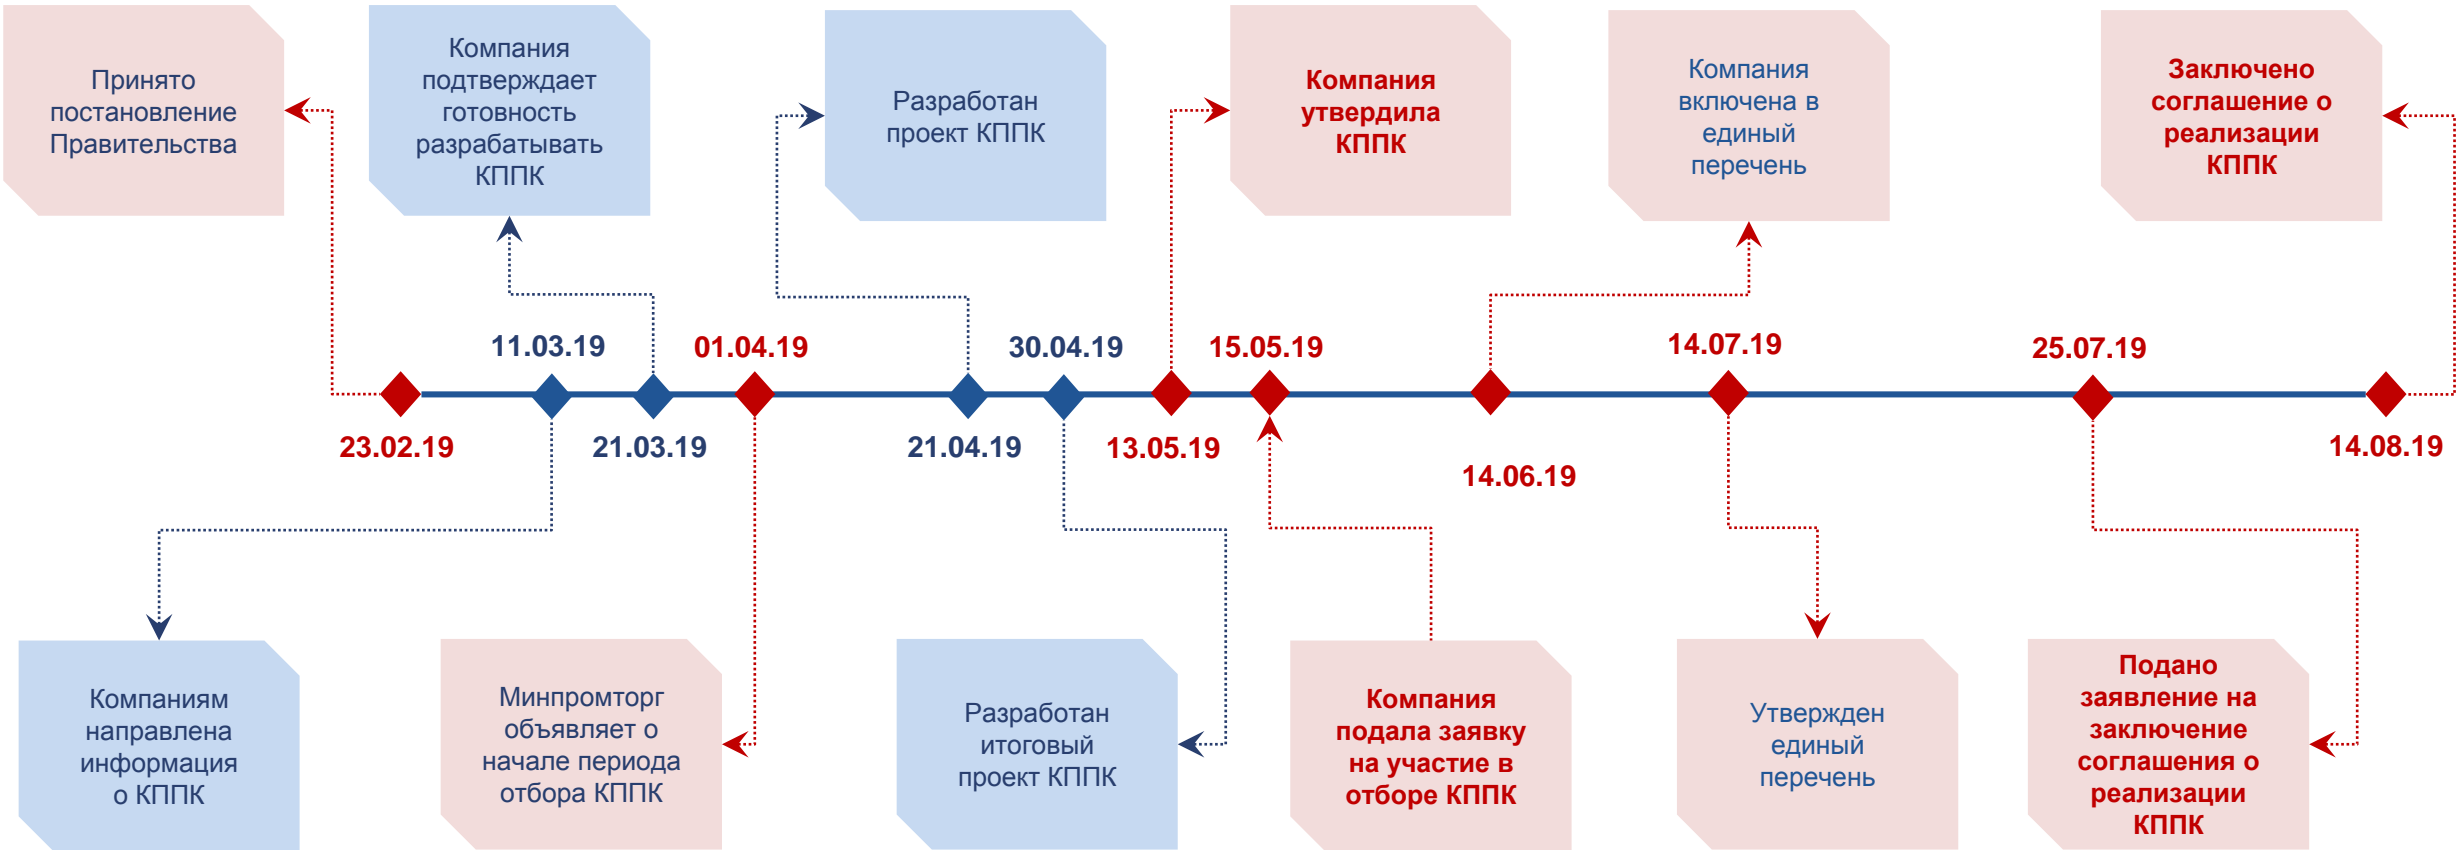 Принято
постановление
Правительства
Компания
подтверждает
готовность
разрабатывать
КППК
Разработан
проект КППК
Компания
утвердила
КППК
Компания
включена в
единый
перечень
Заключено
соглашение о
реализации
КППК
11.03.19
01.04.19
30.04.19
15.05.19
14.07.19
25.07.19
23.02.19
21.03.19
21.04.19
13.05.19
14.06.19
14.08.19
Компаниям
направлена
информация
о КППК
Минпромторг
объявляет о
начале периода
отбора КППК
Разработан
итоговый
проект КППК
Компания
подала заявку
на участие в
отборе КППК
Утвержден
единый
перечень
Подано
заявление на
заключение
соглашения о
реализации
КППК